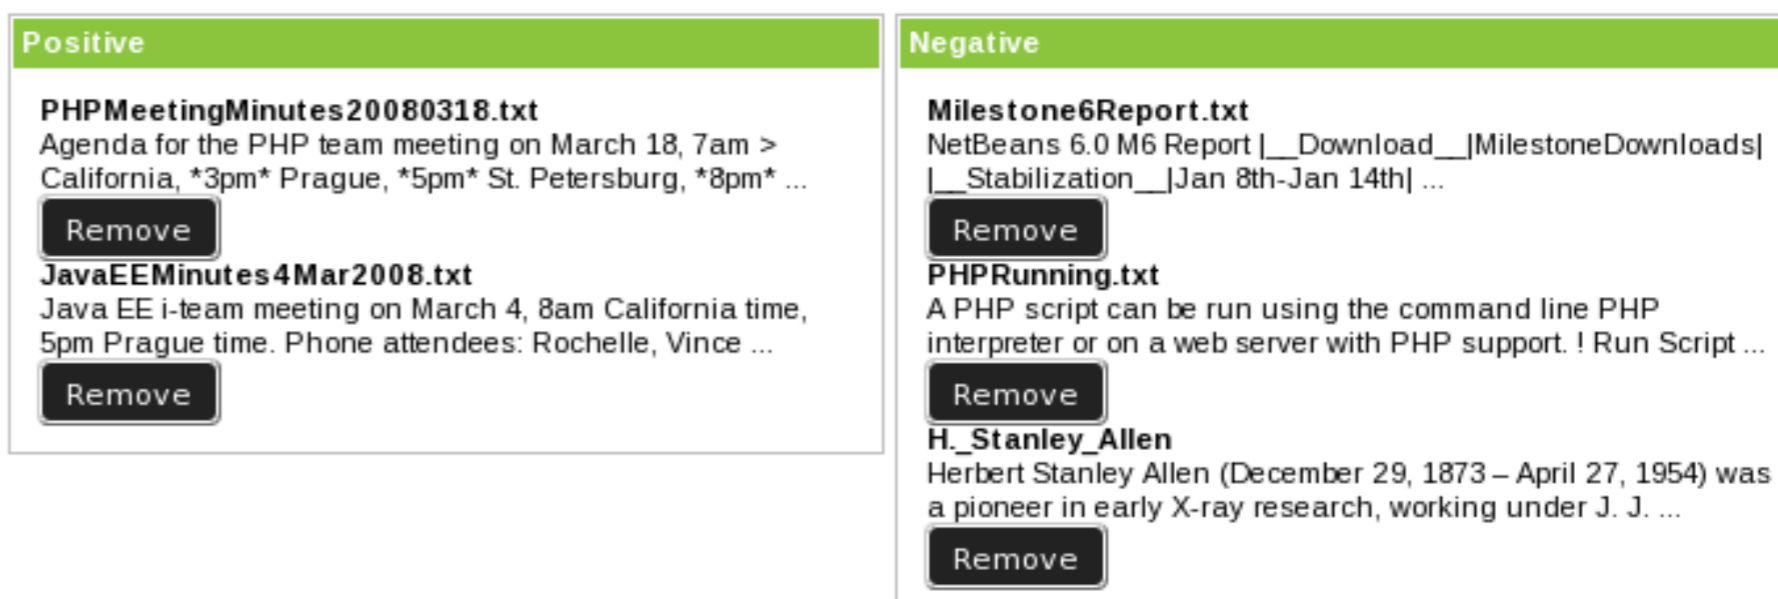 Positive
PHPMeetingMinutes20080318.txt
Agenda for the PHP team meeting on March 18, 7am >
California, *3pm* Prague, *5pm* St. Petersburg, *8pm* ...
Remove
JavaEEMinutes4Mar2008.txt
Java EE i-team meeting on March 4, 8am California time,
5pm Prague time. Phone attendees: Rochelle, Vince ...
Remove
Negative
Milestone6Report.txt
NetBeans 6.0 M6 Report |__Download__|MilestoneDownloads|
|__Stabilization__|Jan 8th-Jan 14th| ...
Remove
PHPRunning.txt
A PHP script can be run using the command line PHP
interpreter or on a web server with PHP support. ! Run Script ...
Remove
H._Stanley_Allen
Herbert Stanley Allen (December 29, 1873 – April 27, 1954) was
a pioneer in early X-ray research, working under J. J. ...
Remove